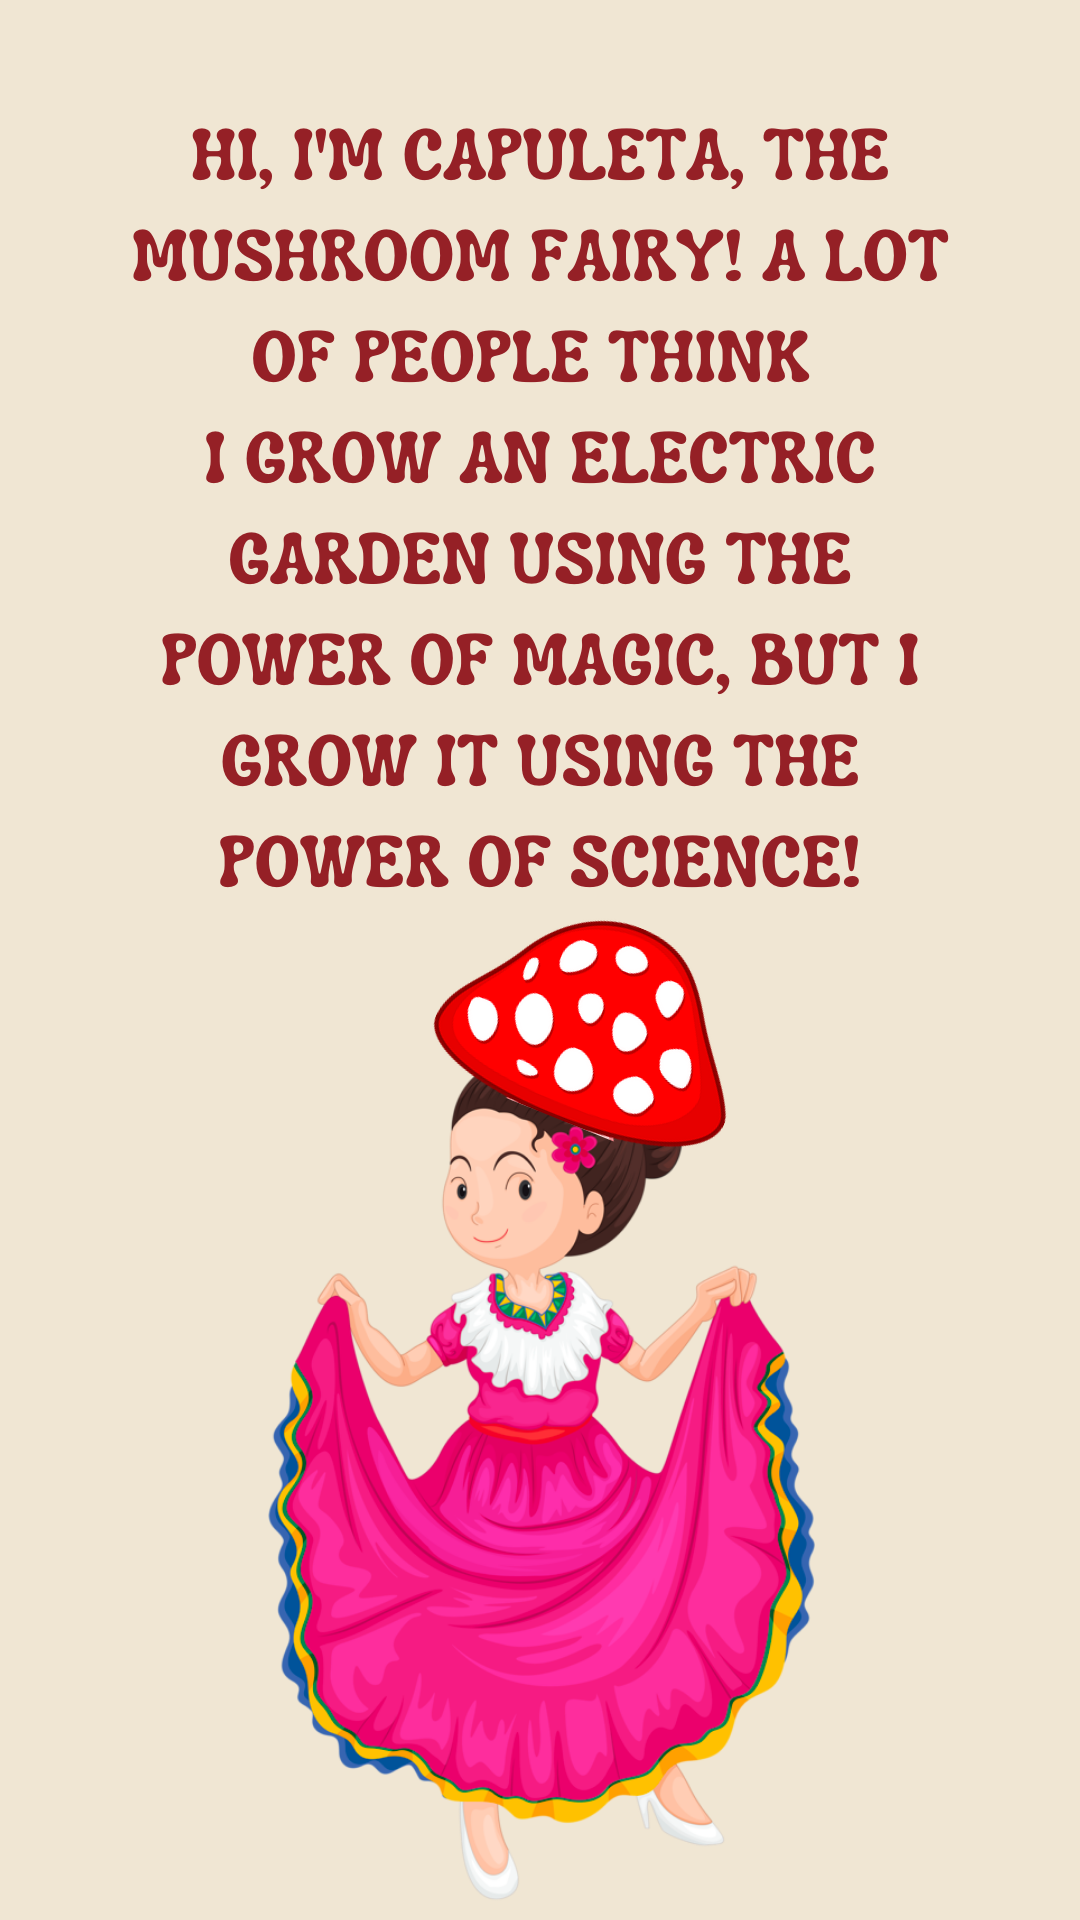 HI, I'M CAPULETA, THE
MUSHROOM FAIRY! A LOT
OF PEOPLE THINK
I GROW AN ELECTRIC
GARDEN USING THE
POWER OF MAGIC, BUT I
GROW IT USING THE
POWER OF SCIENCE!